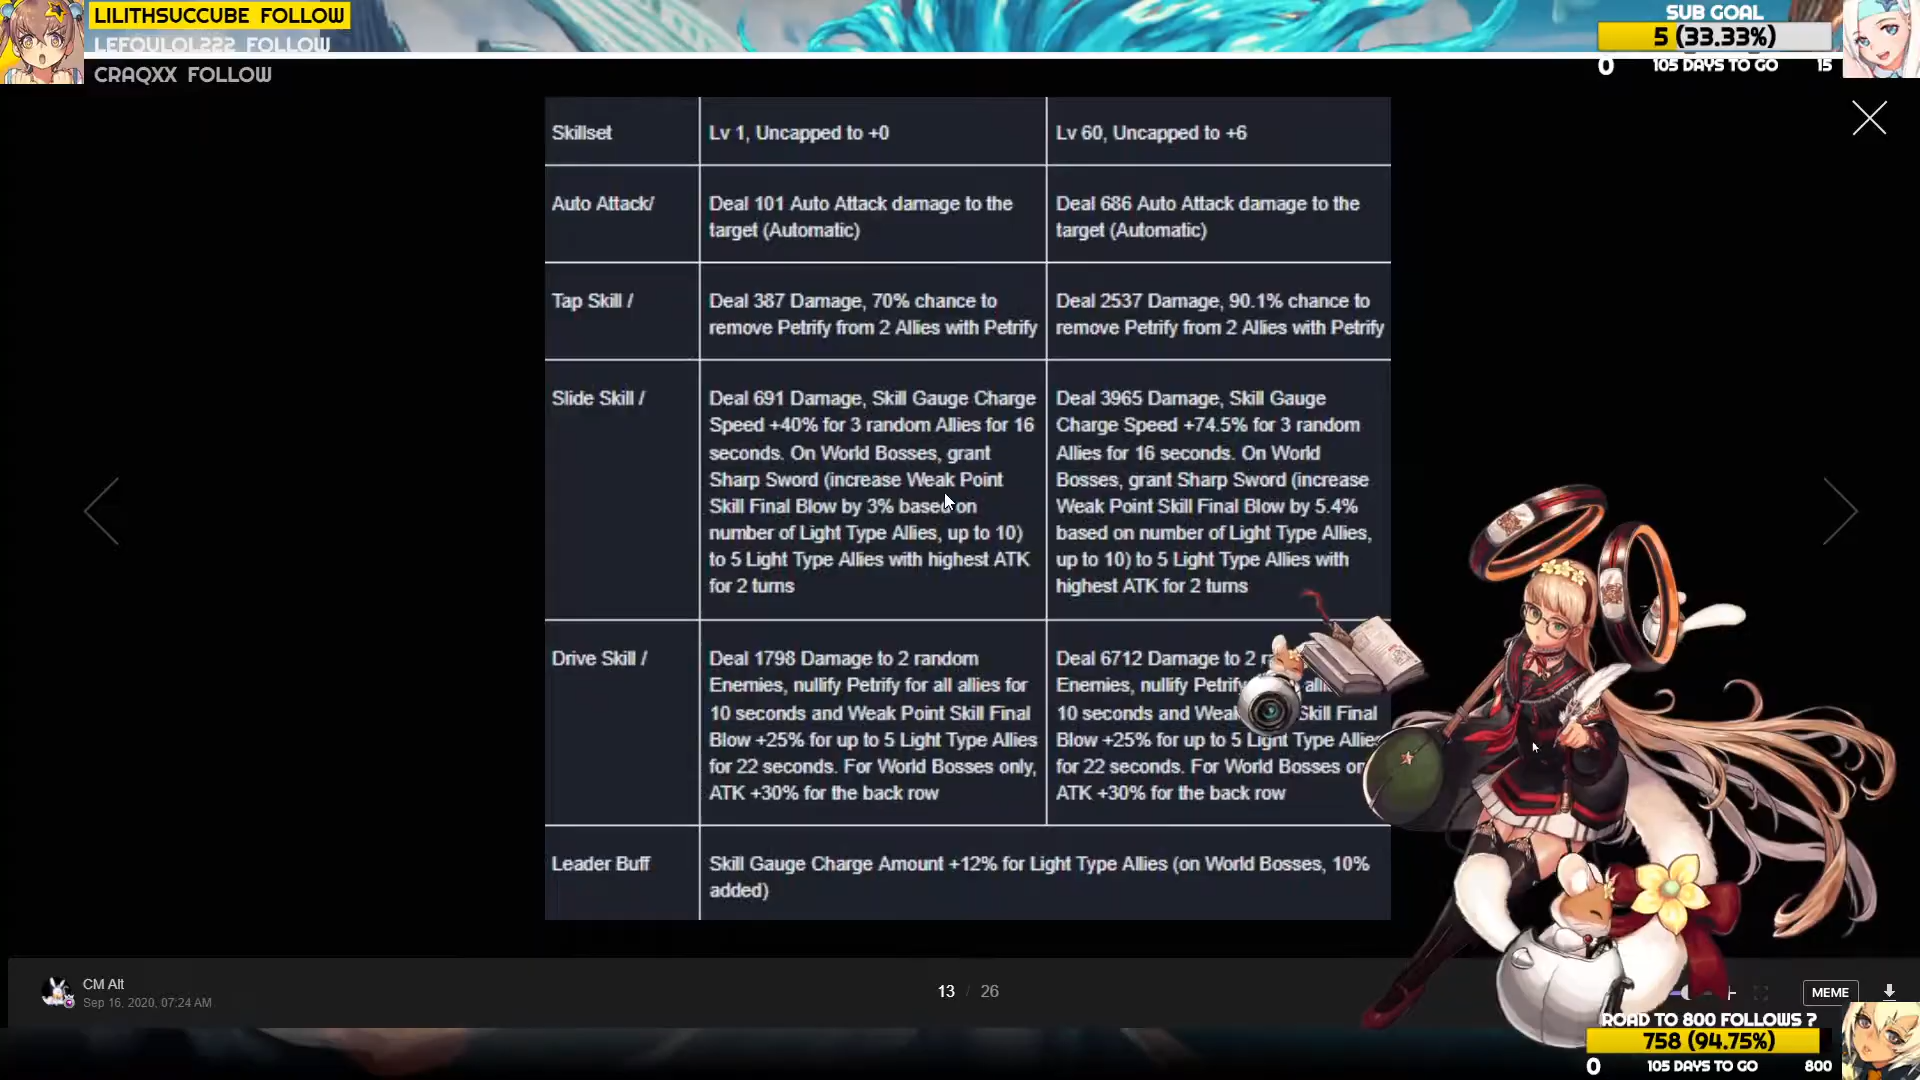 LILITHSUCCUBE FOLLOW
LEFOULOL222 FOLLOW
CRAQXX FOLLOW
SUB GOAL
5 (33.33%)
0 105 DAYS TO GO 15
Skillset
Lv 1, Uncapped to +0
Lv 60, Uncapped to +6
Auto Attack/
Deal 101 Auto Attack damage to the
target (Automatic)
Deal 686 Auto Attack damage to the
target (Automatic)
Tap Skill /
Deal 387 Damage, 70% chance to
remove Petrify from 2 Allies with Petrify
Deal 2537 Damage, 90.1% chance to
remove Petrify from 2 Allies with Petrify
Slide Skill /
Deal 691 Damage, Skill Gauge Charge
Speed +40% for 3 random Allies for 16
seconds. On World Bosses, grant
Sharp Sword (increase Weak Point
Skill Final Blow by 3% based on
number of Light Type Allies, up to 10)
to 5 Light Type Allies with highest ATK
for 2 turns
Deal 3965 Damage, Skill Gauge
Charge Speed +74.5% for 3 random
Allies for 16 seconds. On World
Bosses, grant Sharp Sword (increase
Weak Point Skill Final Blow by 5.4%
based on number of Light Type Allies,
up to 10) to 5 Light Type Allies with
highest ATK for 2 turns
Drive Skill /
Deal 1798 Damage to 2 random
Enemies, nullify Petrify for all allies for
10 seconds and Weak Point Skill Final
Blow +25% for up to 5 Light Type Allies
for 22 seconds. For World Bosses only,
ATK +30% for the back row
Deal 6712 Damage to 2
Enemies, nullify Petrify
10 seconds and Weak Skill Final
Blow +25% for up to 5 Light Type Allies
for 22 seconds. For World Bosses
ATK +30% for the back row
Leader Buff
Skill Gauge Charge Amount +12% for Light Type Allies (on World Bosses, 10%
added)
CM Alt
Sep 16, 2020, 07:24 AM
13 / 26
MEME
ROAD TO 800 FOLLOWS ?
758 (94.75%)
0 105 DAYS TO GO 800